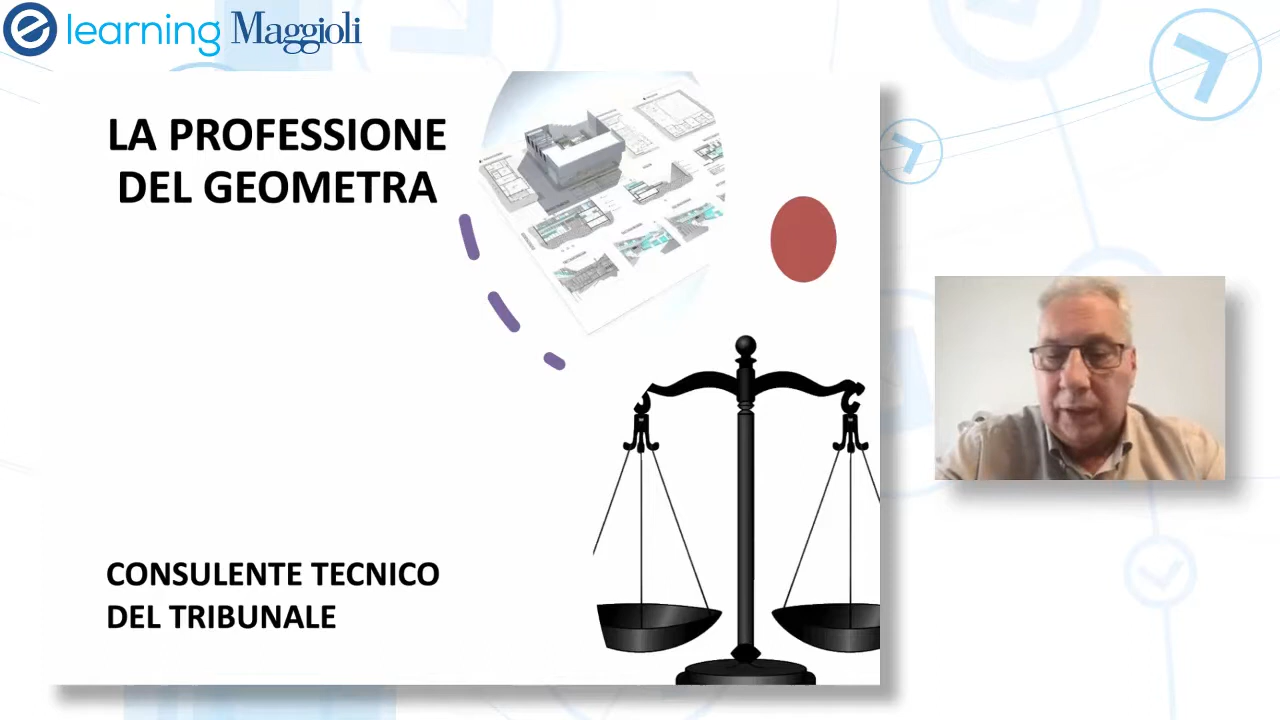 e learning Maggioli
LA PROFESSIONE
DEL GEOMETRA
CONSULENTE TECNICO
DEL TRIBUNALE